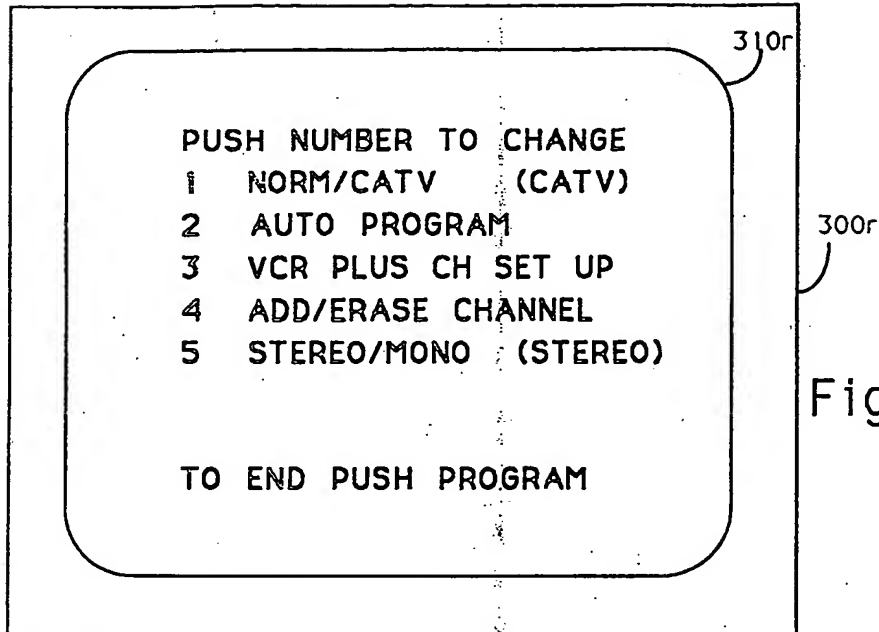 310r
PUSH NUMBER TO CHANGE
1 NORM/CATV (CATV)
2 AUTO PROGRAM
300r
3 VCR PLUS CH SET UP
4 ADD/ERASE CHANNEL
5 STEREO/MONO (STEREO)
Fig
TO END PUSH PROGRAM